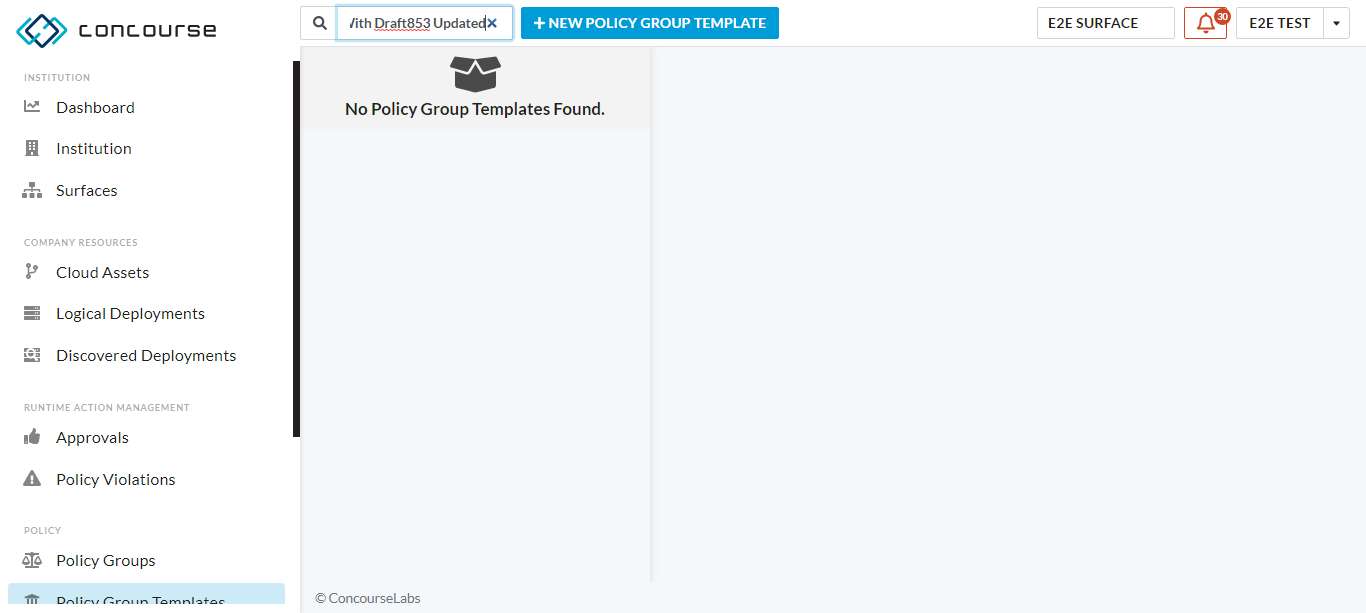 CONCOURSE
With Draft853 Updated
NEW POLICY GROUP TEMPLATE
E2E SURFACE
30
E2E TEST
INSTITUTION
Dashboard
Institution
Surfaces
COMPANY RESOURCES
Cloud Assets
Logical Deployments
Discovered Deployments
RUNTIME ACTION MANAGEMENT
Approvals
Policy Violations
POLICY
Policy Groups
Policy Group Templates
No Policy Group Templates Found.
© ConcourseLabs